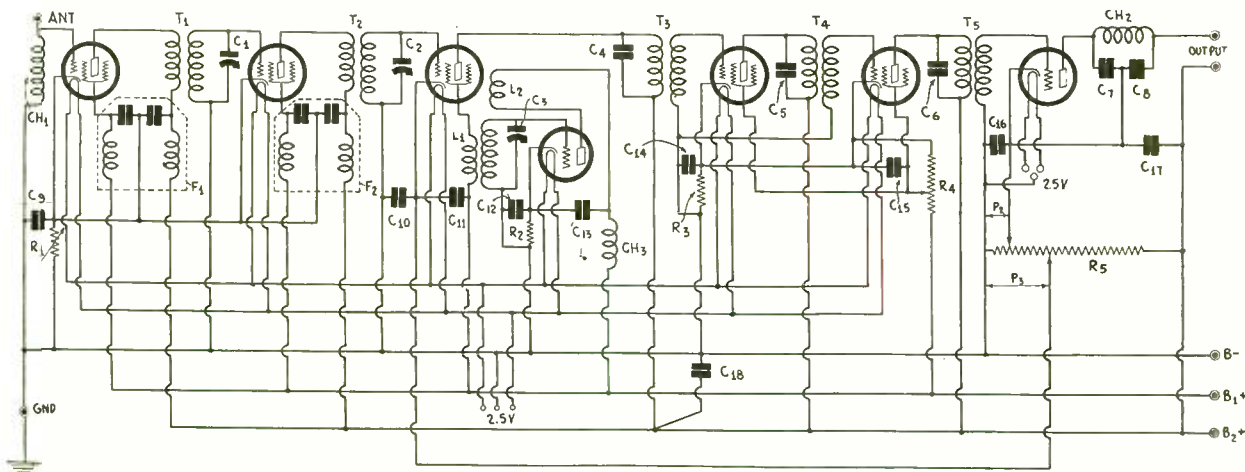 ANT
T1
C1
T2
C2
C4
T3
T4
T5
CH2
OUTPUT
C7
C8
CH1
L2
C3
L1
C5
C6
F1
F2
C14
C16
C17
R4
2.5V
C9
R1
C10
C11
C12
R2
C13
CH3
R3
C15
P2
R5
P3
B-
C18
GND
2.5V
B1+
B2+